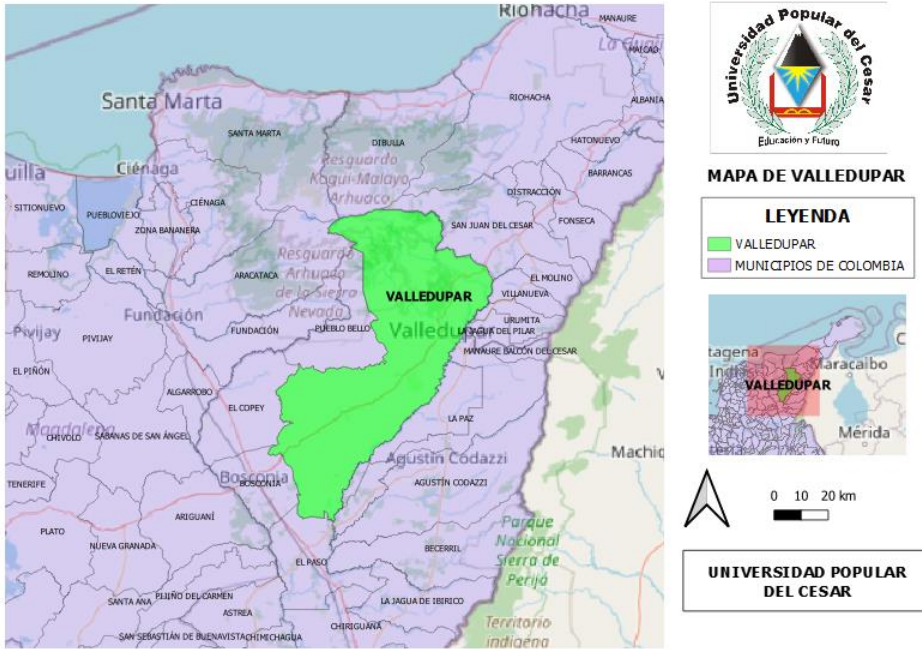 Riohacha
MANAURE
La Guaji
MAICAO
Santa Marta
RIOHACHA
ALBANIA
SANTA MARTA
DIBULLA
HATONUEVO
uilla
Ciénaga
Resguardo
Kogui-Malayo
Arhuaco
BARRANCAS
SITIONUEVO
PUEBLOVIEJO
CIÉNAGA
DISTRACCIÓN
ZONA BANANERA
SAN JUAN DEL CESAR
FONSECA
REMOLINO
EL RETÉN
ARACATACA
Resguardo
Arhuaco
de la Sierra
Nevada
EL MOLINO
VALLEDUPAR
VILLANUEVA
Fundación
URUMITA
Pivijay
PIVIJAY
FUNDACIÓN
PUEBLO BELLO
Valledupar
LA JAGUA DEL PILAR
MANAURE BALCÓN DEL CESAR
EL PIÑÓN
ALGARROBO
EL COPEY
LA PAZ
Magdalena
CHIVOLO
SABANAS DE SAN ÁNGEL
Agustín Codazzi
Machiq
TENERIFE
Bosconia
BOSCONIA
AGUSTÍN CODAZZI
ARIGUANÍ
PLATO
NUEVA GRANADA
BECERRIL
Parque
Nacional
Sierra de
Perijá
EL PASO
SANTA ANA
PIJIÑO DEL CARMEN
LA JAGUA DE IBIRICO
ASTREA
CHIRIGUANÁ
SAN SEBASTIÁN DE BUENAVISTA
CHIMICHAGUA
Territorio
indígena
Universidad Popular del Cesar
Educación y Futuro
MAPA DE VALLEDUPAR
LEYENDA
VALLEDUPAR
MUNICIPIOS DE COLOMBIA
tagena
Indi
Maracaibo
VALLEDUPAR
Mérida
0 10 20 km
UNIVERSIDAD POPULAR
DEL CESAR